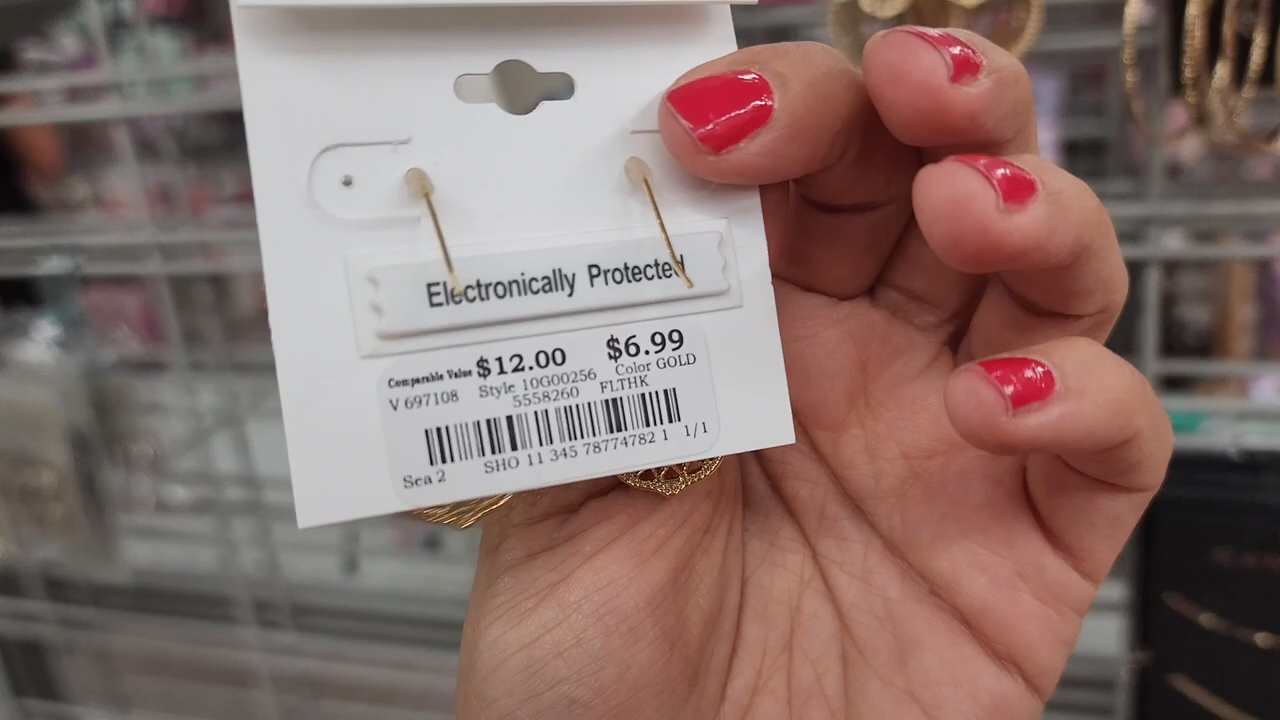 Electronically Protected
Comparable Value $12.00 $6.99
V 697108 Style 10G00256 Color GOLD
5558260 FLTHK
SHO 11 345 78774782 1 1/1
Sea 2